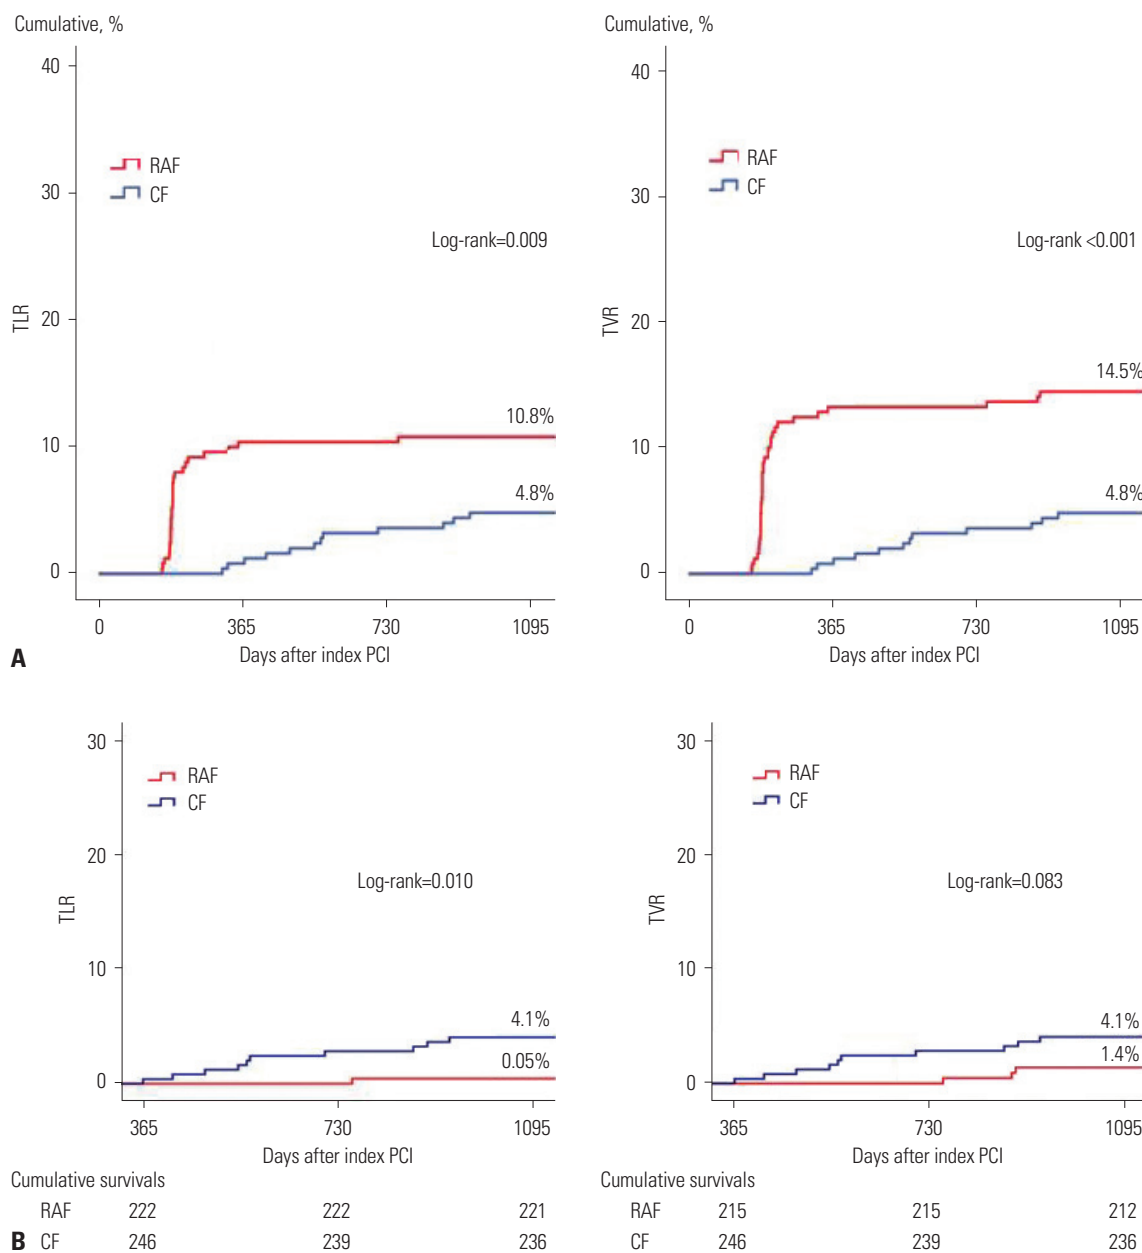 Cumulative, %
40
30
20
10
0
TLR
RAF
CF
Log-rank=0.009
10.8%
4.8%
0 365 730 1095
Days after index PCI
Cumulative, %
40
30
20
10
0
TVR
RAF
CF
Log-rank <0.001
14.5%
4.8%
0 365 730 1095
Days after index PCI
A
30
20
10
0
TLR
RAF
CF
Log-rank=0.010
4.1%
0.05%
365 730 1095
Days after index PCI
Cumulative survivals
RAF 222 222 221
CF 246 239 236
30
20
10
0
TVR
RAF
CF
Log-rank=0.083
4.1%
1.4%
365 730 1095
Days after index PCI
Cumulative survivals
RAF 215 215 212
CF 246 239 236
B